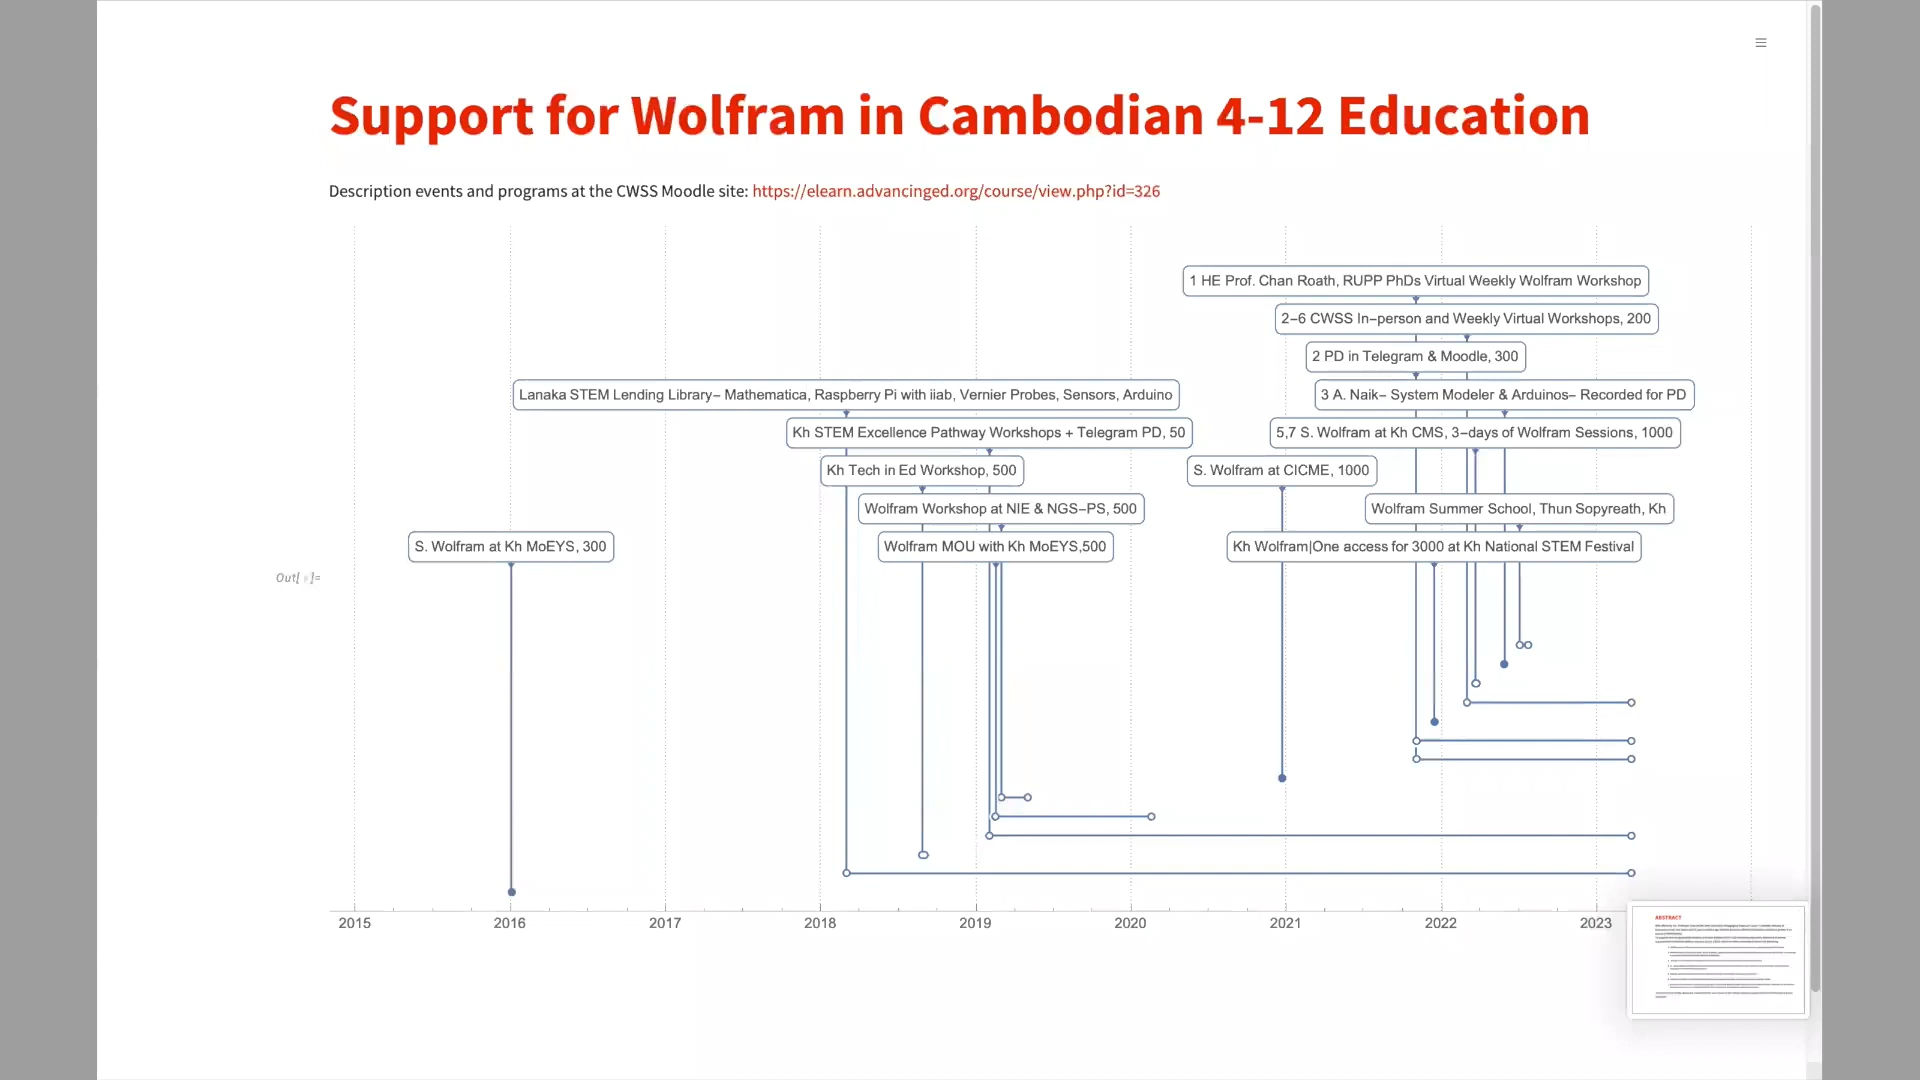 Support for Wolfram in Cambodian 4-12 Education
Description events and programs at the CWSS Moodle site: https://elearn.advancinged.org/course/view.php?id=326
1 HE Prof. Chan Roath, RUPP PhDs Virtual Weekly Wolfram Workshop
2–6 CWSS In–person and Weekly Virtual Workshops, 200
2 PD in Telegram & Moodle, 300
Lanaka STEM Lending Library– Mathematica, Raspberry Pi with iiab, Vernier Probes, Sensors, Arduino
3 A. Naik– System Modeler & Arduinos– Recorded for PD
Kh STEM Excellence Pathway Workshops + Telegram PD, 50
5,7 S. Wolfram at Kh CMS, 3–days of Wolfram Sessions, 1000
Kh Tech in Ed Workshop, 500
S. Wolfram at CICME, 1000
Wolfram Workshop at NIE & NGS–PS, 500
Wolfram Summer School, Thun Sopyreath, Kh
S. Wolfram at Kh MoEYS, 300
Wolfram MOU with Kh MoEYS,500
Kh Wolfram|One access for 3000 at Kh National STEM Festival
Out[ ]=
2015 2016 2017 2018 2019 2020 2021 2022 2023
ABSTRACT